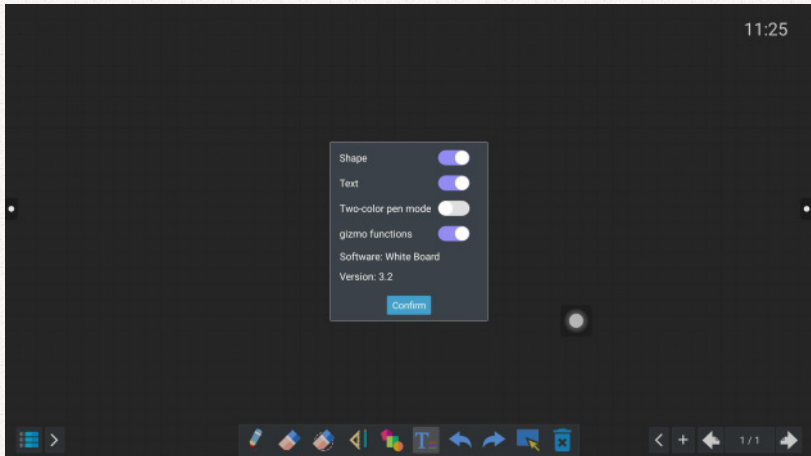 11:25
Shape
Text
Two-color pen mode
gizmo functions
Software: White Board
Version: 3.2
Confirm
T
1/1